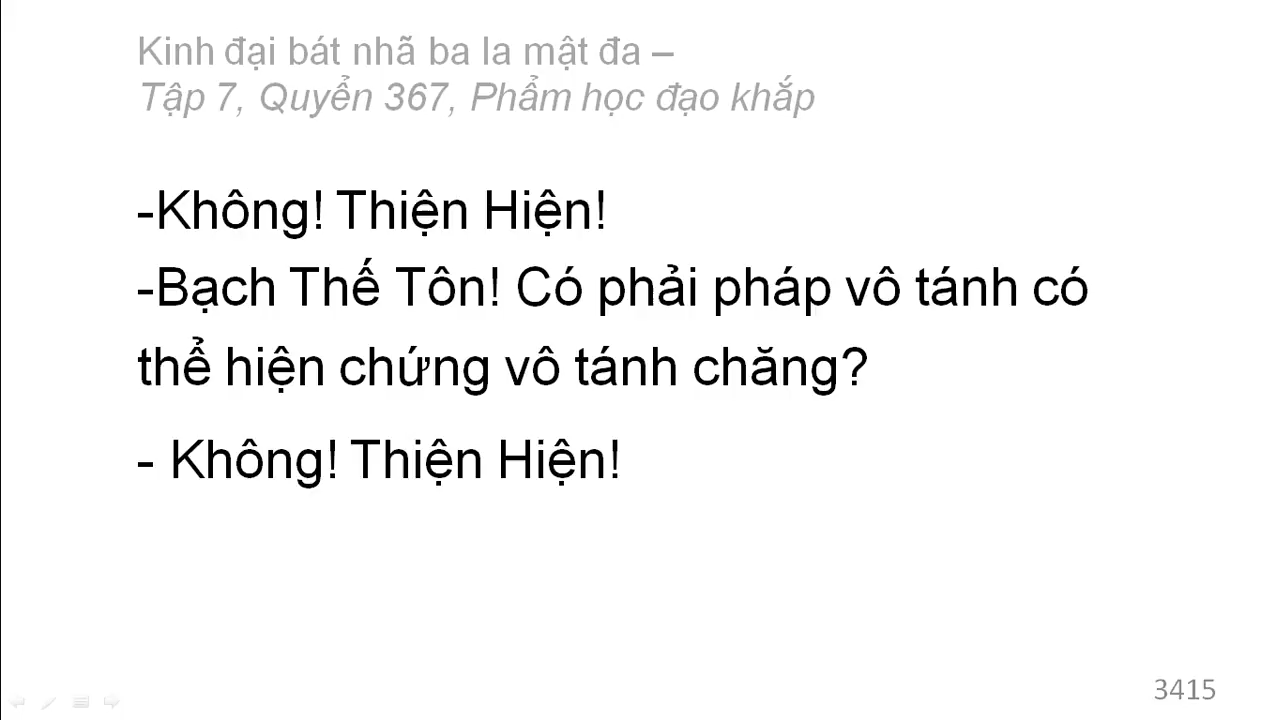 Kinh đại bát nhã ba la mật đa –
Tập 7, Quyển 367, Phẩm học đạo khắp
-Không! Thiện Hiện!
-Bạch Thế Tôn! Có phải pháp vô tánh có
thể hiện chứng vô tánh chăng?
- Không! Thiện Hiện!
3415